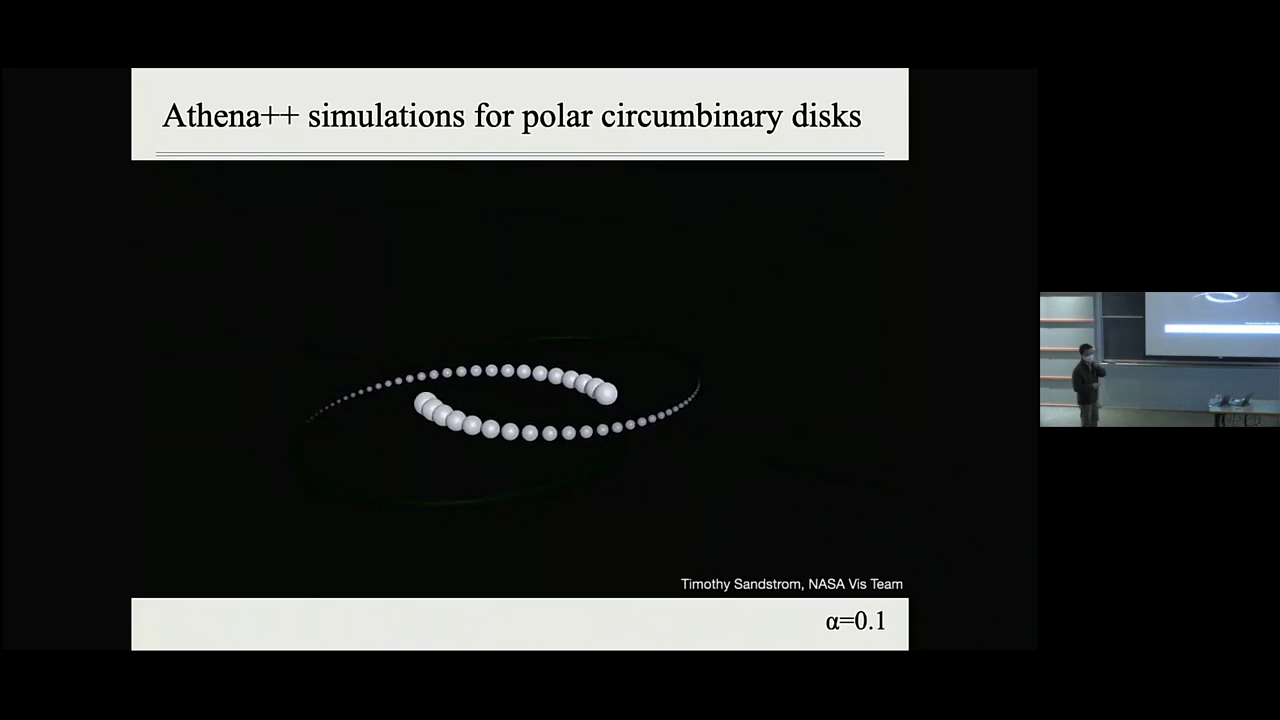 Athena++ simulations for polar circumbinary disks
Timothy Sandstrom, NASA Vis Team
α=0.1